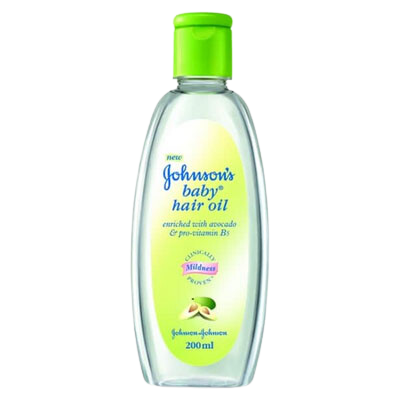 new
Johnson's
baby®
hair oil
enriched with avocado
& pro-vitamin B5
CLINICALLY
Mildness
PROVEN
Johnson & Johnson
200ml